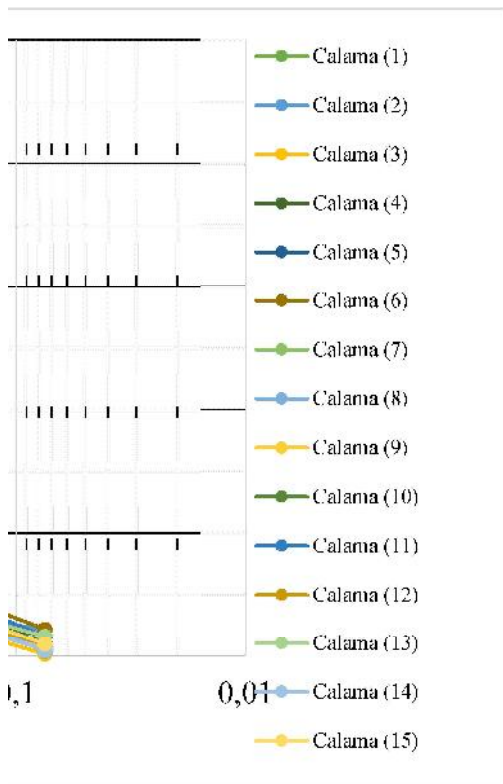 Calama (1)
Calama (2)
Calama (3)
Calama (4)
Calama (5)
Calama (6)
Calama (7)
Calama (8)
Calama (9)
Calama (10)
Calama (11)
Calama (12)
Calama (13)
Calama (14)
Calama (15)
,1
0,01